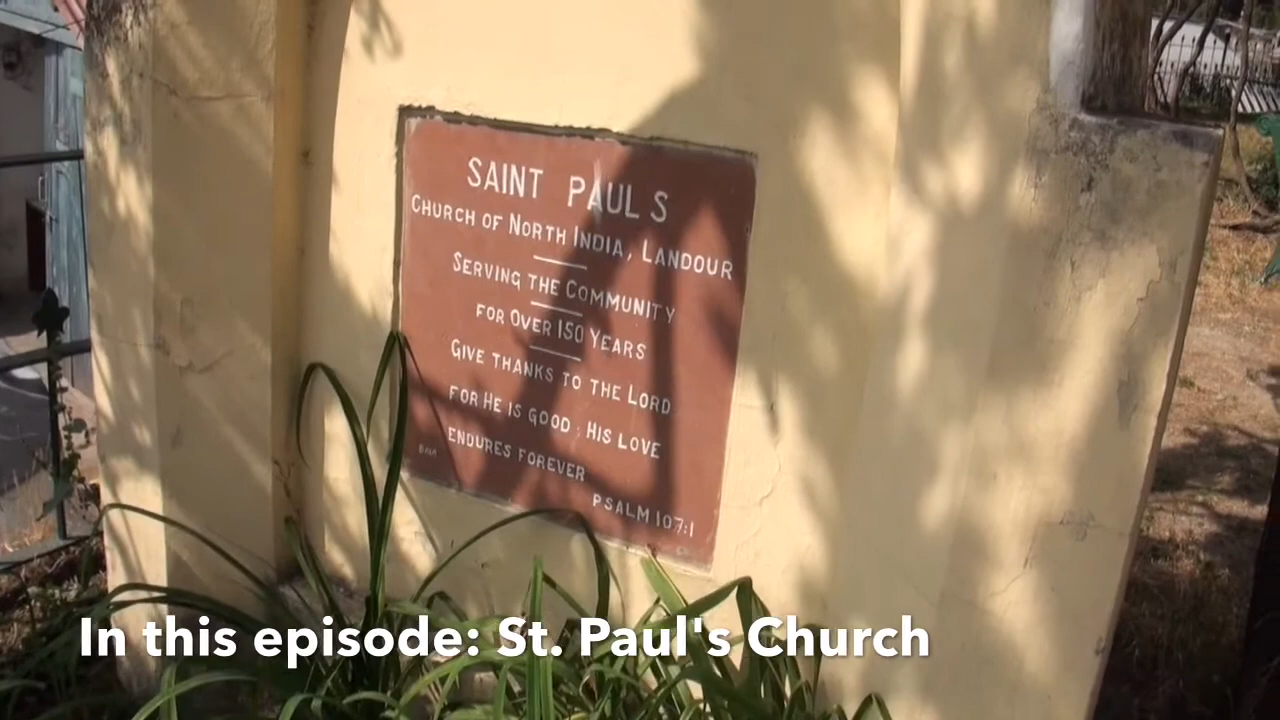 SAINT PAUL S
CHURCH OF NORTH INDIA, LANDOUR
SERVING THE COMMUNITY
FOR OVER 150 YEARS
GIVE THANKS TO THE LORD
FOR HE IS GOOD; HIS LOVE
ENDURES FOREVER
PSALM 107:1
In this episode: St. Paul's Church